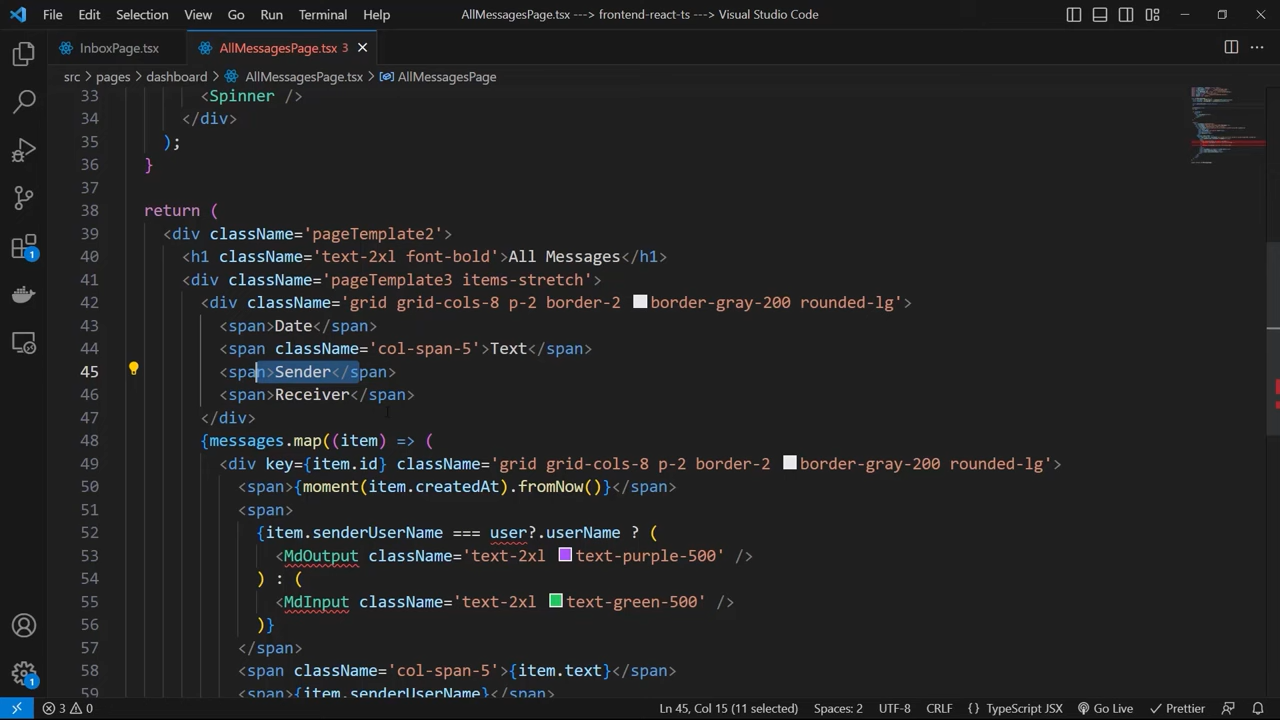 File Edit Selection View Go Run Terminal Help AllMessagesPage.tsx ---> frontend-react-ts ---> Visual Studio Code
InboxPage.tsx AllMessagesPage.tsx 3
src > pages > dashboard > AllMessagesPage.tsx > AllMessagesPage
33 <Spinner />
34 </div>
35 );
36 }
37
38 return (
39 <div className='pageTemplate2'>
40 <h1 className='text-2xl font-bold'>All Messages</h1>
41 <div className='pageTemplate3 items-stretch'>
42 <div className='grid grid-cols-8 p-2 border-2 border-gray-200 rounded-lg'>
43 <span>Date</span>
44 <span className='col-span-5'>Text</span>
45 <span>Sender</span>
46 <span>Receiver</span>
47 </div>
48 {messages.map((item) => (
49 <div key={item.id} className='grid grid-cols-8 p-2 border-2 border-gray-200 rounded-lg'>
50 <span>{moment(item.createdAt).fromNow()}</span>
51 <span>
52 {item.senderUserName === user?.userName ? (
53 <MdOutput className='text-2xl text-purple-500' />
54 ) : (
55 <MdInput className='text-2xl text-green-500' />
56 )}
57 </span>
58 <span className='col-span-5'>{item.text}</span>
59 <span>{item.senderUserName}</span>
1
1
3 0 Ln 45, Col 15 (11 selected) Spaces: 2 UTF-8 CRLF {} TypeScript JSX Go Live Prettier